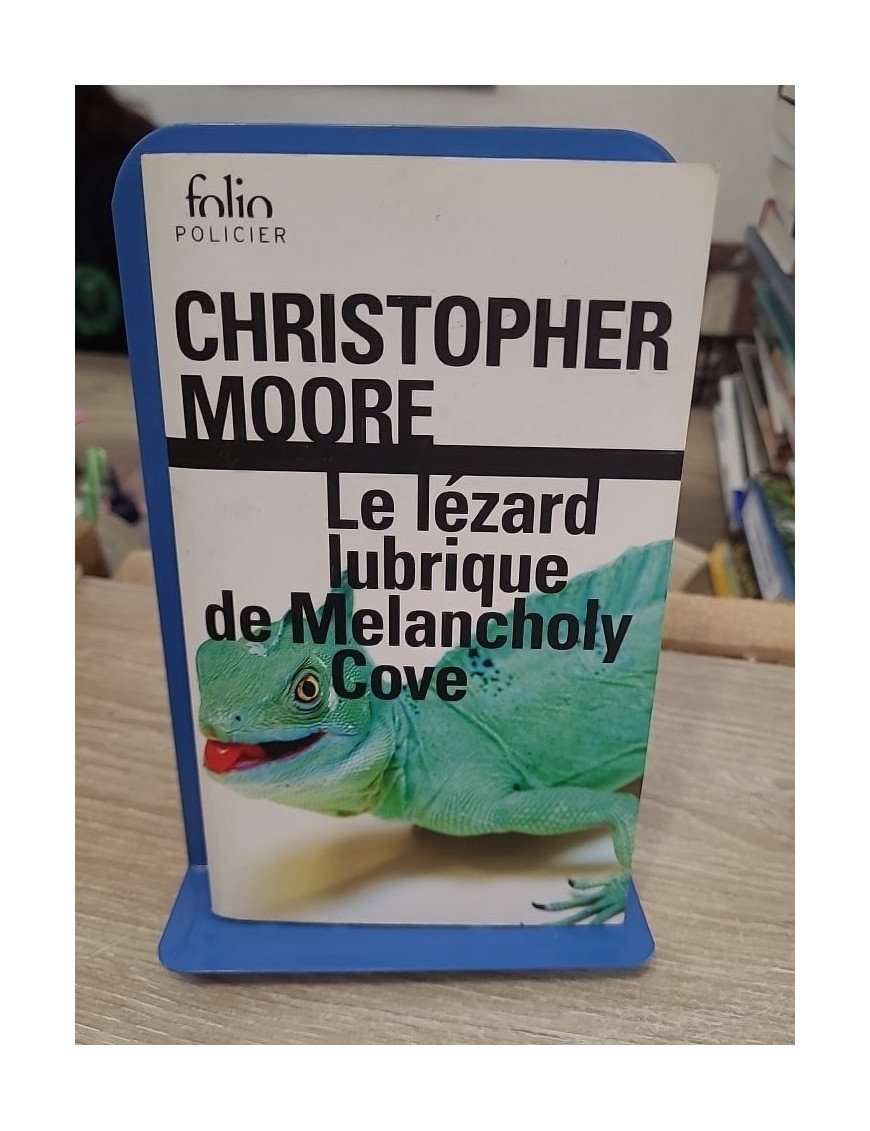 folio
POLICIER
CHRISTOPHER
MOORE
Le lézard
lubrique
de Melancholy
Cove